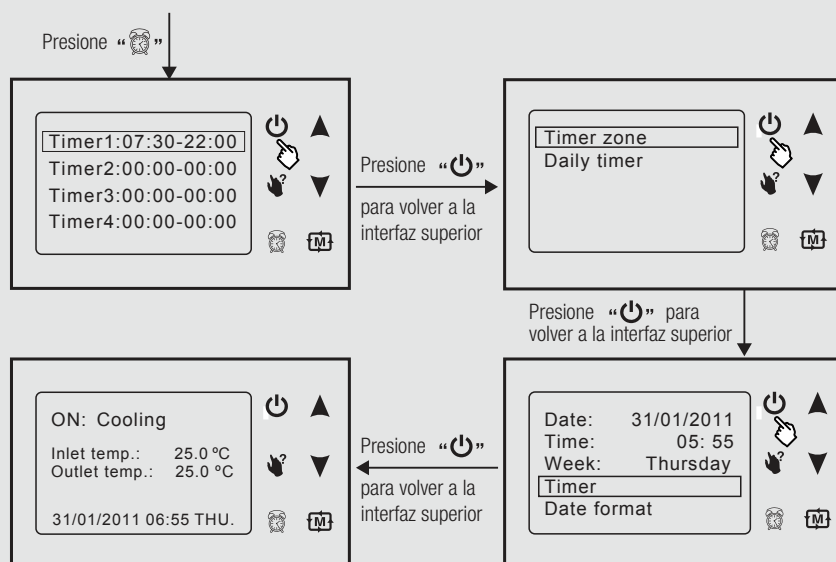 Presione “ ”
Timer1:07:30-22:00
Timer2:00:00-00:00
Timer3:00:00-00:00
Timer4:00:00-00:00
?
M
Presione “ ”
para volver a la
interfaz superior
Timer zone
Daily timer
?
M
Presione “ ” para
volver a la interfaz superior
ON: Cooling
Inlet temp.: 25.0 ºC
Outlet temp.: 25.0 ºC
31/01/2011 06:55 THU.
?
M
Presione “ ”
para volver a la
interfaz superior
Date: 31/01/2011
Time: 05: 55
Week: Thursday
Timer
Date format
?
M